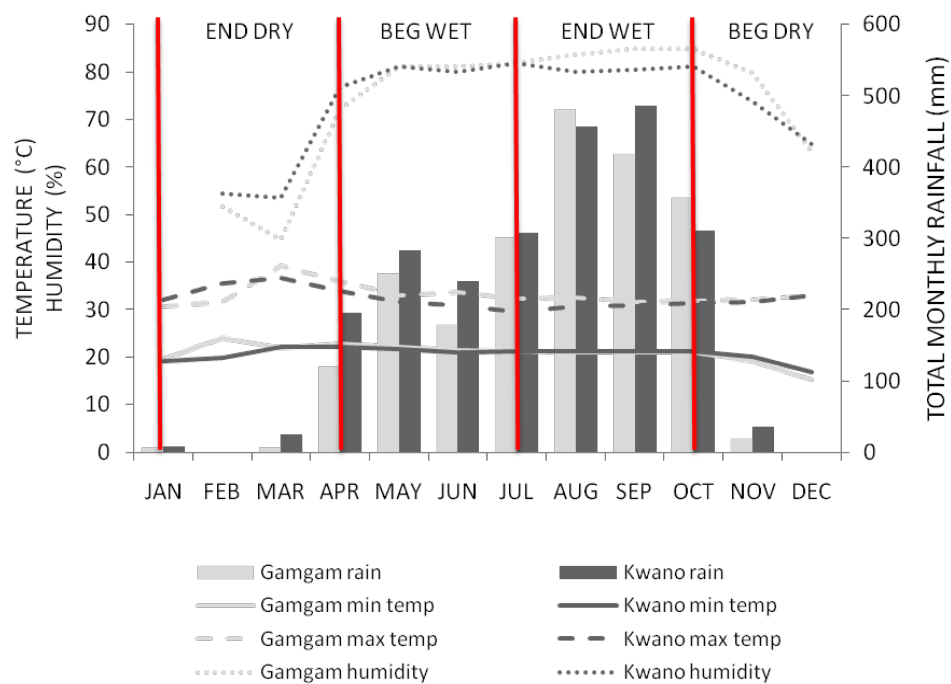 END DRY BEG WET END WET BEG DRY
TEMPERATURE (°C)
HUMIDITY (%)
90
80
70
60
50
40
30
20
10
0
600
500
400
300
200
100
0
TOTAL MONTHLY RAINFALL (mm)
JAN FEB MAR APR MAY JUN JUL AUG SEP OCT NOV DEC
Gamgam rain Kwano rain
Gamgam min temp Kwano min temp
Gamgam max temp Kwano max temp
Gamgam humidity Kwano humidity